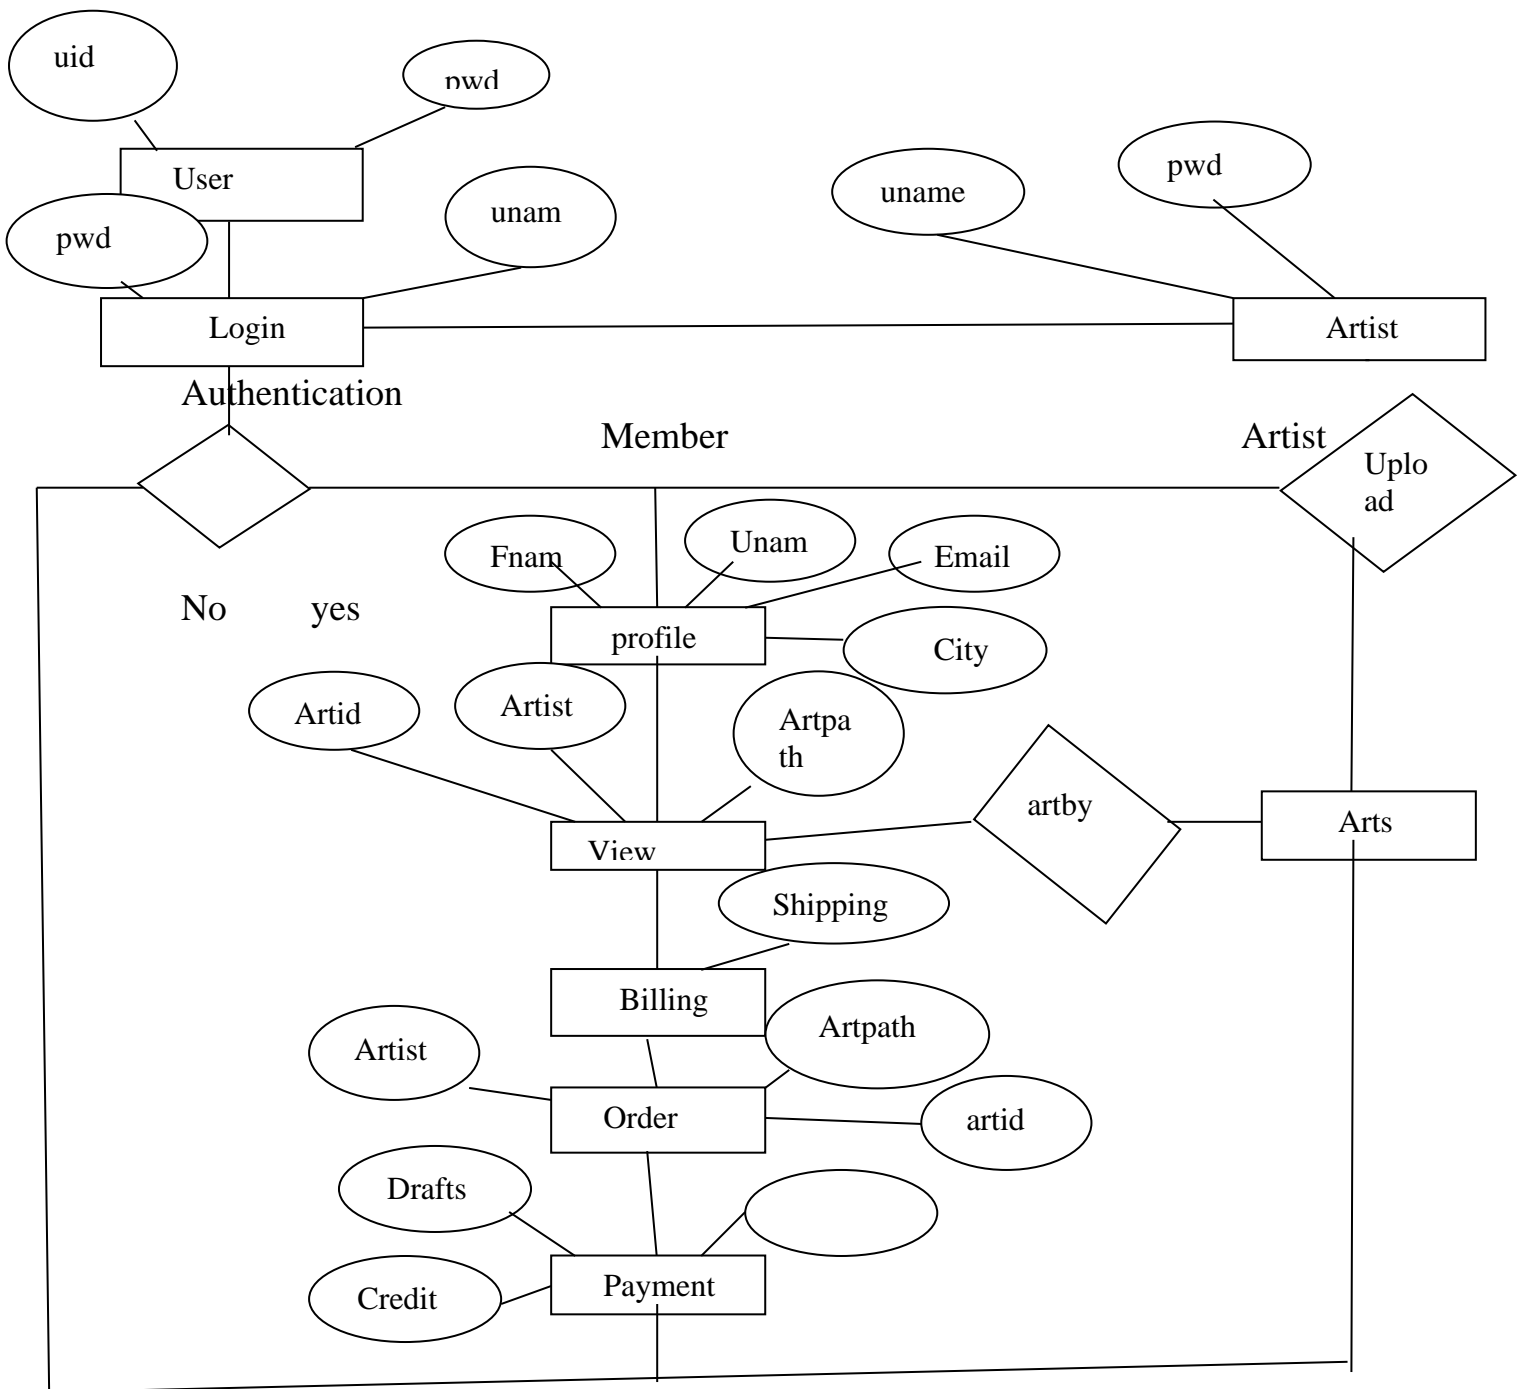 uid
pwd
User
pwd
unam
uname
pwd
Login
Artist
Authentication
Member
Artist
Uplo
ad
Fnam
Unam
Email
No yes
profile
City
Artid
Artist
Artpa
th
artby
Arts
View
Shipping
Billing
Artpath
Artist
Order
artid
Drafts
Payment
Credit